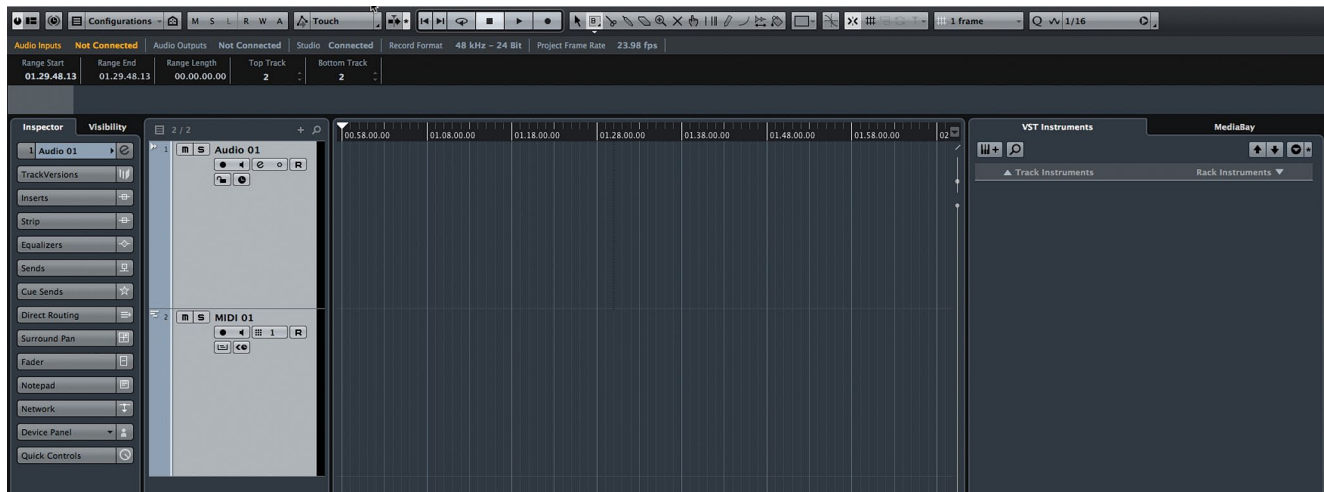 Configurations M S L R W A Touch 1 frame Q 1/16
Audio Inputs Not Connected Audio Outputs Not Connected Studio Connected Record Format 48 kHz - 24 Bit Project Frame Rate 23.98 fps
Range Start Range End Range Length Top Track Bottom Track
01.29.48.13 01.29.48.13 00.00.00.00 2 2
Inspector Visibility 2 / 2 00.58.00.00 01.08.00.00 01.18.00.00 01.28.00.00 01.38.00.00 01.48.00.00 01.58.00.00 02 VST Instruments MediaBay
1 Audio 01 e
1 m S Audio 01
e R
TrackVersions
Inserts
Strip
Equalizers
Sends
Cue Sends
Direct Routing
Surround Pan
Fader
Notepad
Network
Device Panel
Quick Controls
2 m S MIDI 01
1 R
Track Instruments Rack Instruments